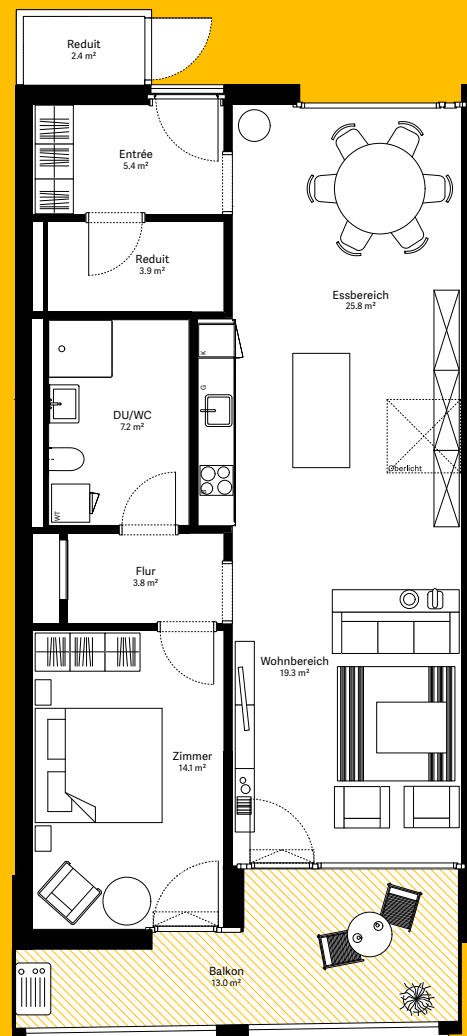 Reduit
2.4 m²
Entrée
5.4 m²
Reduit
3.9 m²
Essbereich
25.8 m²
K
G
DU/WC
7.2 m²
Oberlicht
WT
Flur
3.8 m²
Wohnbereich
19.3 m²
Zimmer
14.1 m²
Balkon
13.0 m²